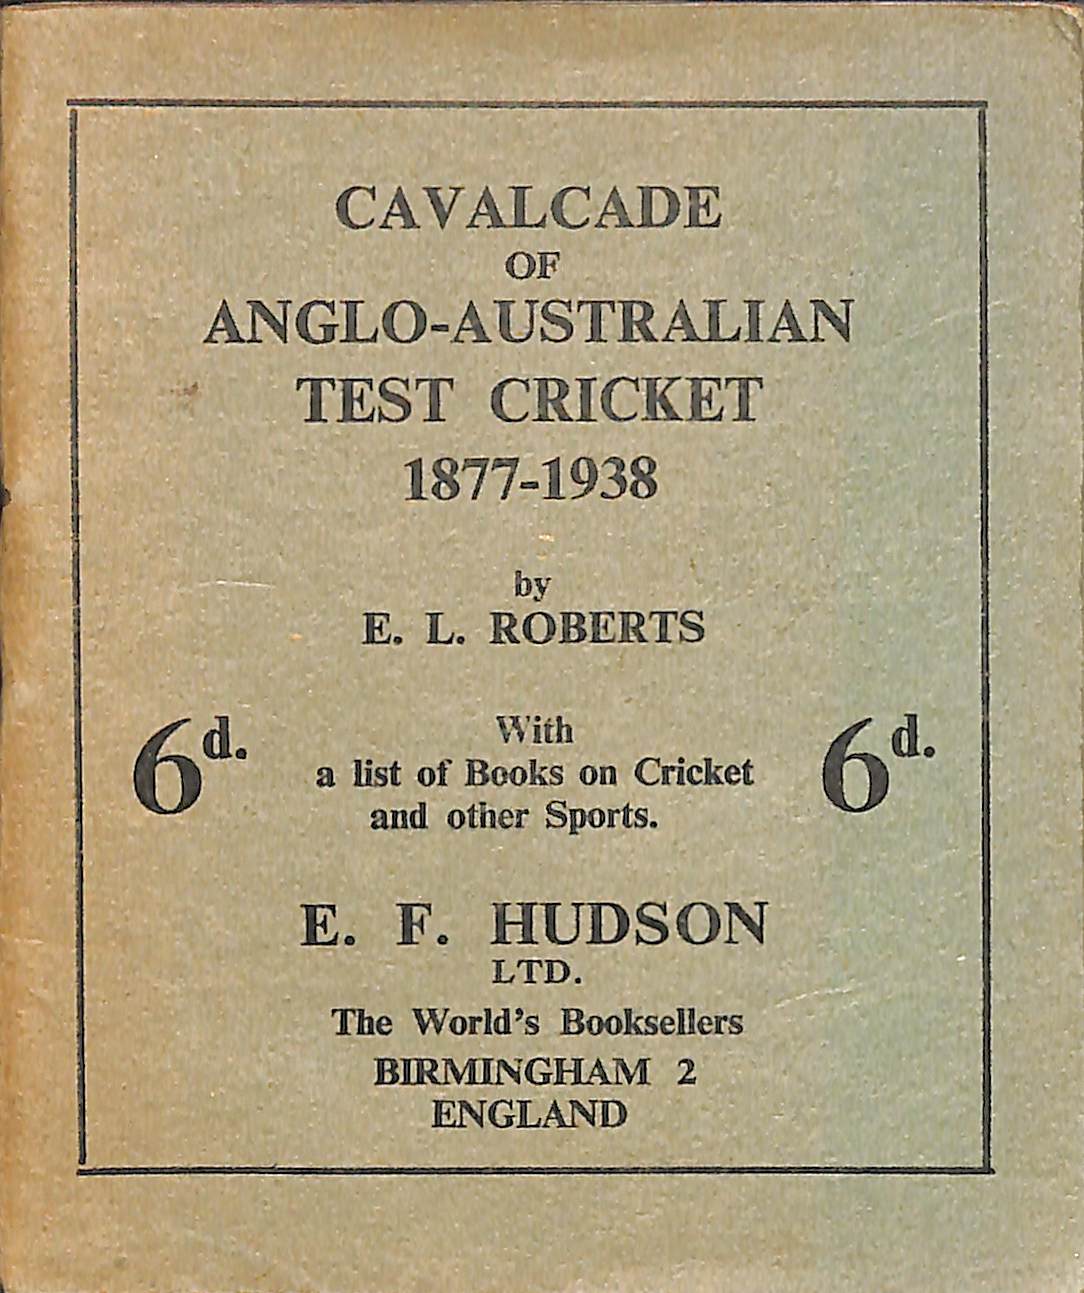 CAVALCADE
OF
ANGLO-AUSTRALIAN
TEST CRICKET
1877-1938
by
E. L. ROBERTS
6d.
With
a list of Books on Cricket
and other Sports.
6d.
E. F. HUDSON
LTD.
The World's Booksellers
BIRMINGHAM 2
ENGLAND